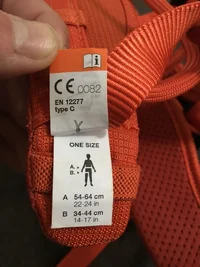 i
CE 0082
EN 12277
type C
ONE SIZE
A.
B.
A 54-64 cm
22-24 in
B 34-44 cm
14-17 in